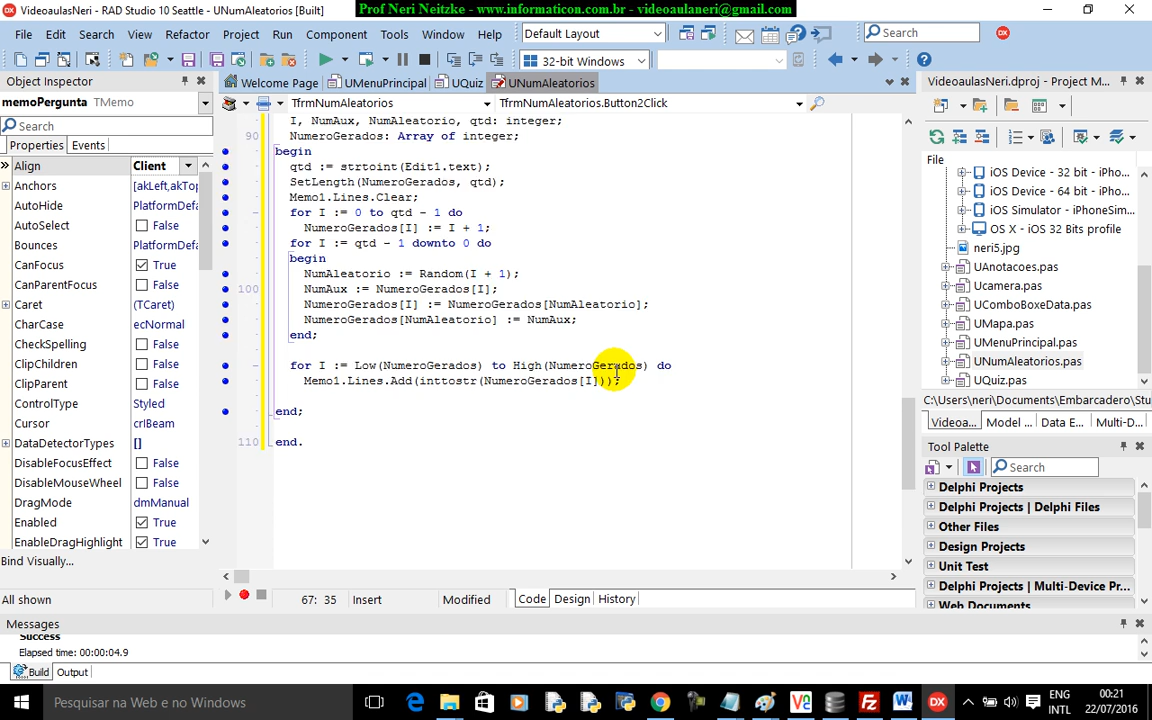 Prof Neri Neitzke - www.informaticon.com.br - videoaulaneri@gmail.com
DX VideoaulasNeri - RAD Studio 10 Seattle - UNumAleatorios [Built]
File Edit Search View Refactor Project Run Component Tools Window Help Default Layout Search DX
32-bit Windows
Object Inspector Welcome Page UMenuPrincipal UQuiz UNumAleatorios VideoaulasNeri.dproj - Project M...
memoPergunta TMemo TfrmNumAleatorios TfrmNumAleatorios.Button2Click
Search
Properties Events
Align Client
Anchors [akLeft,akTop
AutoHide PlatformDefa
AutoSelect False
Bounces PlatformDefa
CanFocus True
CanParentFocus False
Caret (TCaret)
CharCase ecNormal
CheckSpelling False
ClipChildren False
ClipParent False
ControlType Styled
Cursor crIBeam
DataDetectorTypes []
DisableFocusEffect False
DisableMouseWheel False
DragMode dmManual
Enabled True
EnableDragHighlight True
Bind Visually...
All shown
I, NumAux, NumAleatorio, qtd: integer;
90 NumeroGerados: Array of integer;
begin
qtd := strtoint(Edit1.text);
SetLength(NumeroGerados, qtd);
Memo1.Lines.Clear;
for I := 0 to qtd - 1 do
NumeroGerados[I] := I + 1;
for I := qtd - 1 downto 0 do
begin
NumAleatorio := Random(I + 1);
100 NumAux := NumeroGerados[I];
NumeroGerados[I] := NumeroGerados[NumAleatorio];
NumeroGerados[NumAleatorio] := NumAux;
end;
for I := Low(NumeroGerados) to High(NumeroGerados) do
Memo1.Lines.Add(inttostr(NumeroGerados[I]));
end;
110 end.
67: 35 Insert Modified Code Design History
File
iOS Device - 32 bit - iPho...
iOS Device - 64 bit - iPho...
iOS Simulator - iPhoneSim...
OS X - iOS 32 Bits profile
neri5.jpg
UAnotacoes.pas
Ucamera.pas
UComboBoxeData.pas
UMapa.pas
UMenuPrincipal.pas
UNumAleatorios.pas
UQuiz.pas
C:\Users\neri\Documents\Embarcadero\Stu
Videoa... Model ... Data E... Multi-D...
Tool Palette
Search
Delphi Projects
Delphi Projects | Delphi Files
Other Files
Design Projects
Unit Test
Delphi Projects | Multi-Device Pr...
Web Documents
Messages
Success
Elapsed time: 00:00:04.9
Build Output
Pesquisar na Web e no Windows
DX
ENG
INTL
00:21
22/07/2016